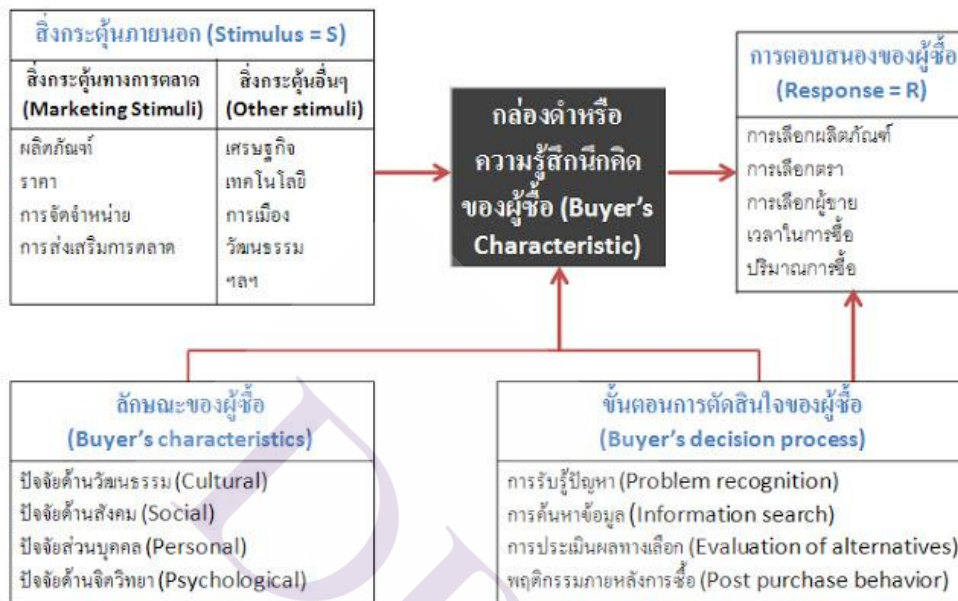 สิ่งกระตุ้นภายนอก (Stimulus = S)
สิ่งกระตุ้นทางการตลาด
(Marketing Stimuli)
ผลิตภัณฑ์
ราคา
การจัดจำหน่าย
การส่งเสริมการตลาด
สิ่งกระตุ้นอื่นๆ
(Other stimuli)
เศรษฐกิจ
เทคโนโลยี
การเมือง
วัฒนธรรม
ฯลฯ
กล่องดำหรือ
ความรู้สึกนึกคิด
ของผู้ซื้อ (Buyer's
Characteristic)
การตอบสนองของผู้ซื้อ
(Response = R)
การเลือกผลิตภัณฑ์
การเลือกตรา
การเลือกผู้ขาย
เวลาในการซื้อ
ปริมาณการซื้อ
ลักษณะของผู้ซื้อ
(Buyer's characteristics)
ปัจจัยด้านวัฒนธรรม (Cultural)
ปัจจัยด้านสังคม (Social)
ปัจจัยส่วนบุคคล (Personal)
ปัจจัยด้านจิตวิทยา (Psychological)
ขั้นตอนการตัดสินใจของผู้ซื้อ
(Buyer's decision process)
การรับรู้ปัญหา (Problem recognition)
การค้นหาข้อมูล (Information search)
การประเมินผลทางเลือก (Evaluation of alternatives)
พฤติกรรมภายหลังการซื้อ (Post purchase behavior)